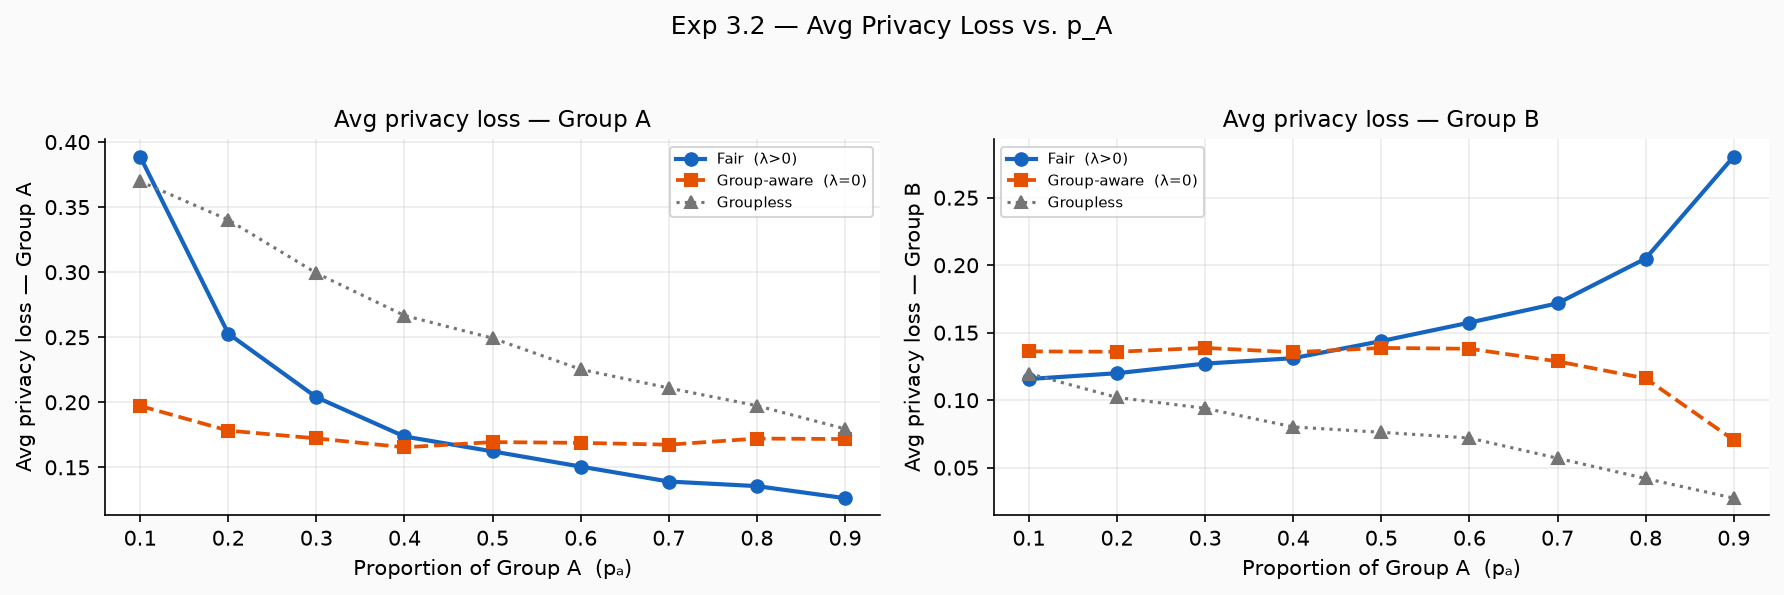 Exp 3.2 — Avg Privacy Loss vs. p_A
Avg privacy loss — Group A
Avg privacy loss — Group A
0.40
0.35
0.30
0.25
0.20
0.15
Fair (λ>0)
Group-aware (λ=0)
Groupless
0.1 0.2 0.3 0.4 0.5 0.6 0.7 0.8 0.9
Proportion of Group A (pₐ)
Avg privacy loss — Group B
Avg privacy loss — Group B
0.25
0.20
0.15
0.10
0.05
Fair (λ>0)
Group-aware (λ=0)
Groupless
0.1 0.2 0.3 0.4 0.5 0.6 0.7 0.8 0.9
Proportion of Group A (pₐ)